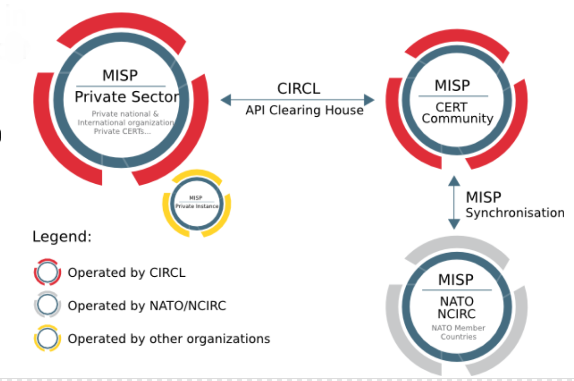 MISP
Private Sector
Private national &
International organization
Private CERTs...
CIRCL
API Clearing House
MISP
CERT
Community
MISP
Private Instance
MISP
Synchronisation
MISP
NATO
NCIRC
NATO Member
Countries
Legend:
Operated by CIRCL
Operated by NATO/NCIRC
Operated by other organizations